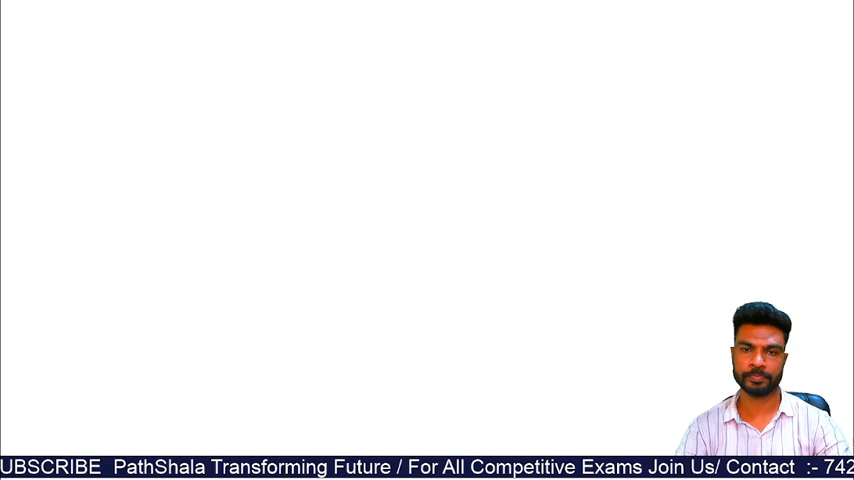 UBSCRIBE PathShala Transforming Future / For All Competitive Exams Join Us/ Contact :- 742